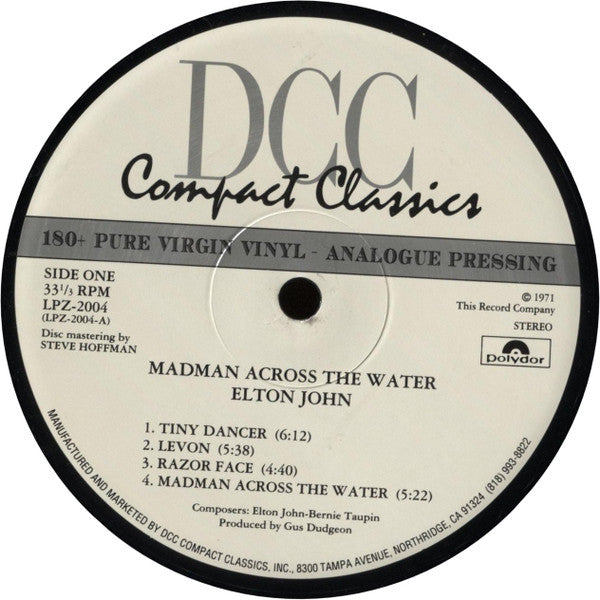 DCC
Compact Classics
180+ PURE VIRGIN VINYL - ANALOGUE PRESSING
SIDE ONE
33 1/3 RPM
LPZ-2004
(LPZ-2004-A)
Disc mastering by
STEVE HOFFMAN
© 1971
This Record Company
STEREO
polydor
MADMAN ACROSS THE WATER
ELTON JOHN
1. TINY DANCER (6:12)
2. LEVON (5:38)
3. RAZOR FACE (4:40)
4. MADMAN ACROSS THE WATER (5:22)
Composers: Elton John-Bernie Taupin
Produced by Gus Dudgeon
MANUFACTURED AND MARKETED BY DCC COMPACT CLASSICS, INC., 8300 TAMPA AVENUE, NORTHRIDGE, CA 91324 (818) 993-8822